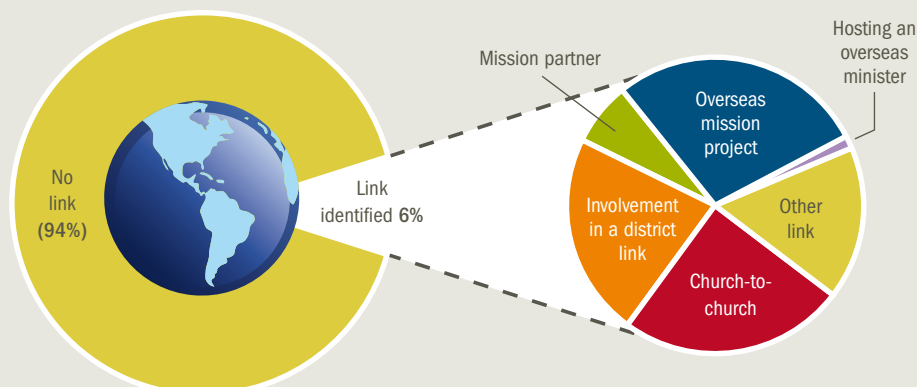 No
link
(94%)
Link
identified 6%
Mission partner
Overseas
mission
project
Hosting an
overseas
minister
Other
link
Church-to-
church
Involvement
in a district
link